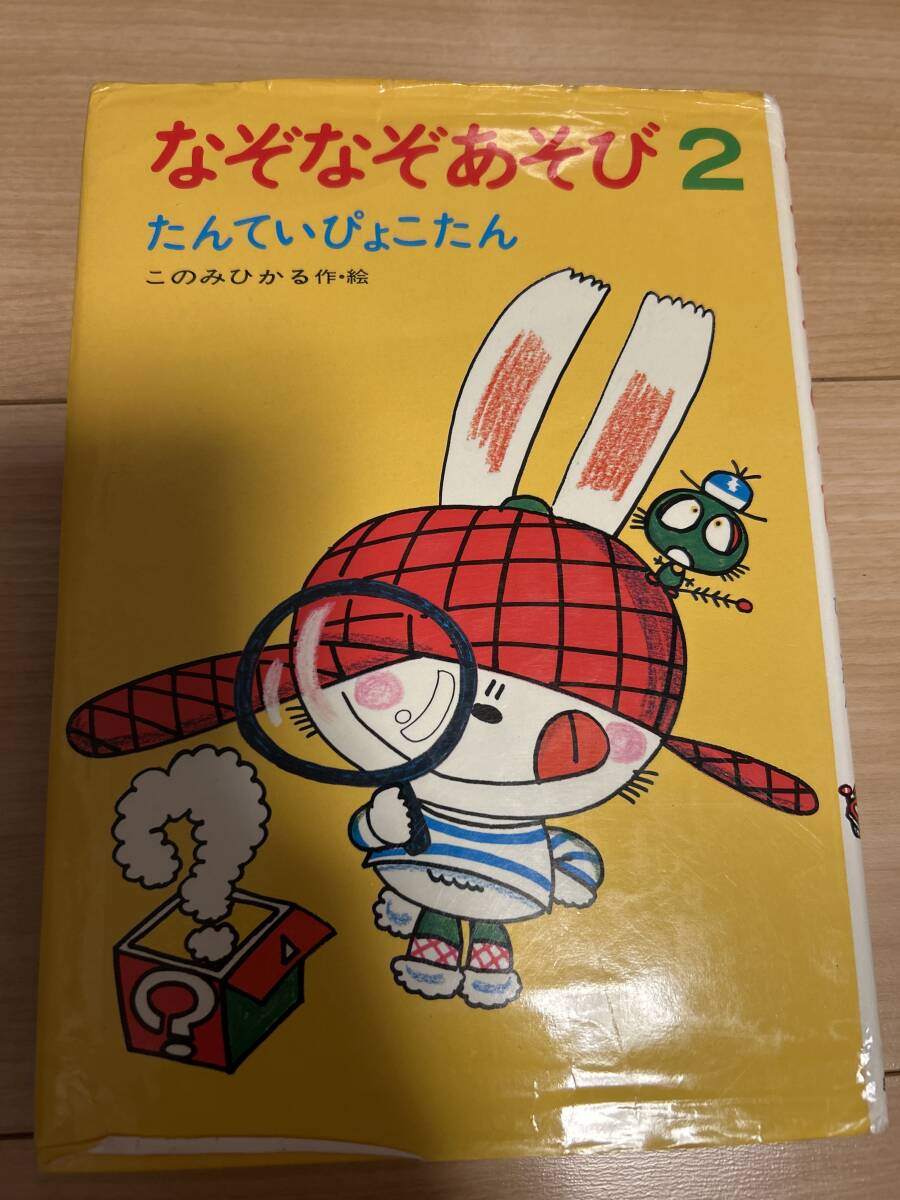 なぞなぞあそび2
たんていぴょこたん
このみひかる作・絵
?